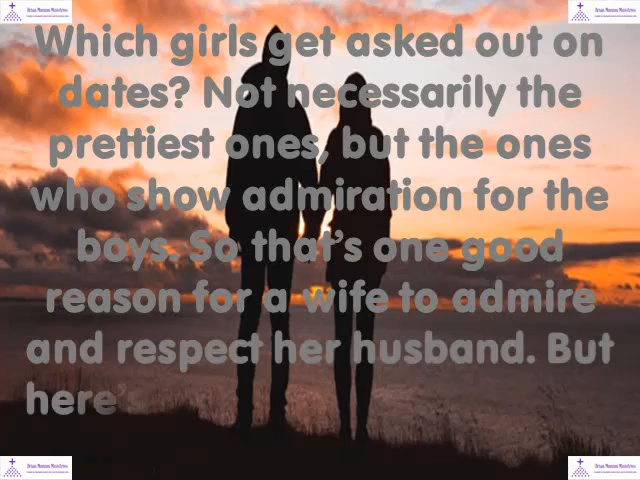 Which girls get asked out on
dates? Not necessarily the
prettiest ones, but the ones
who show admiration for the
boys. So that's one good
reason for a wife to admire
and respect her husband. But
here's